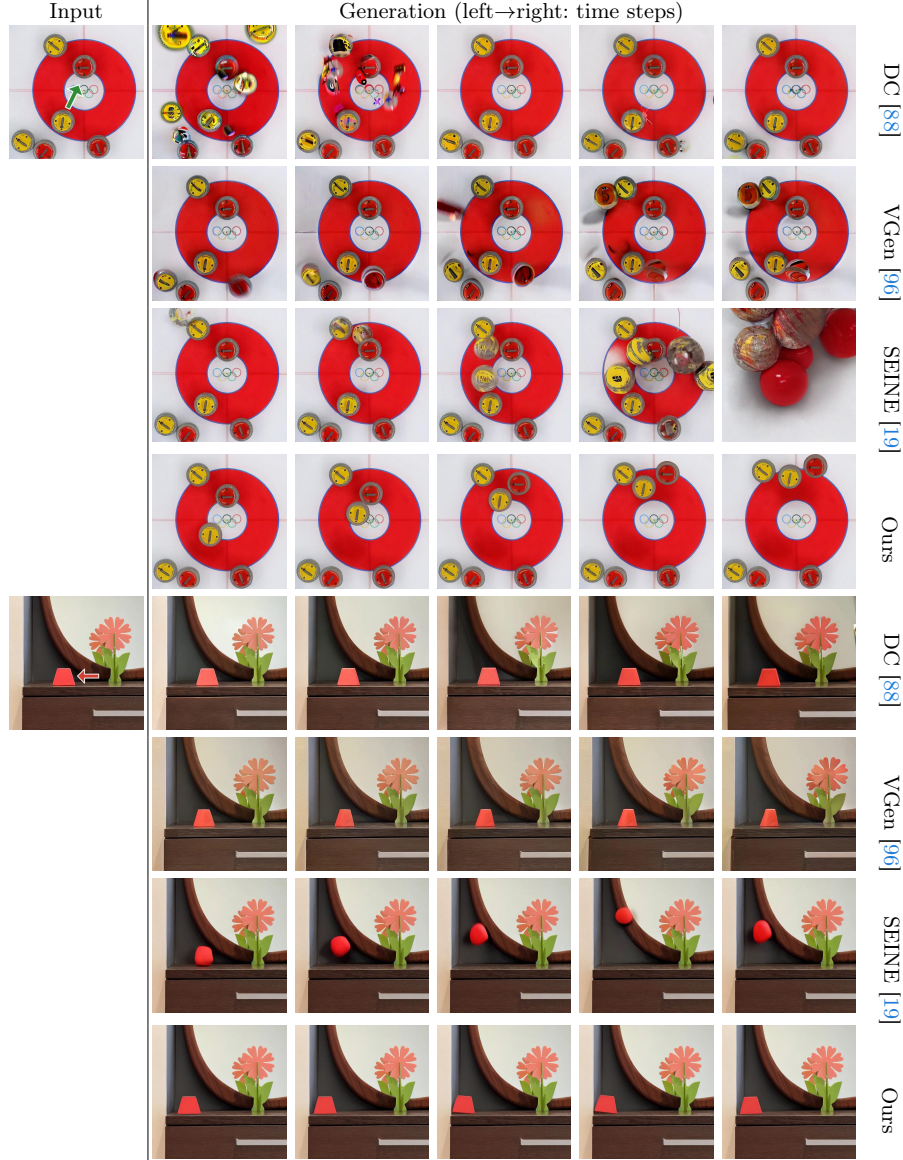 Input
Generation (left→right: time steps)
DC [88]
VGen [96]
SEINE [19]
Ours
DC [88]
VGen [96]
SEINE [19]
Ours